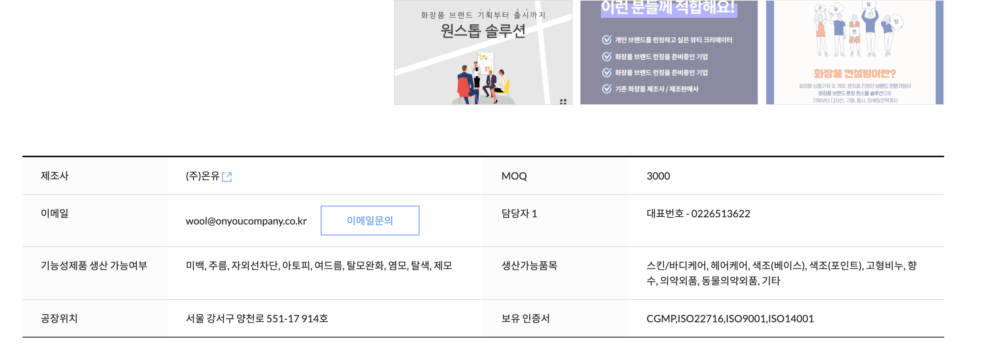 화장품 브랜드 기획부터 출시까지
원스톱 솔루션
이런 분들께 적합해요!
개인 브랜드를 런칭하고 싶은 뷰티 크리에이터
화장품 브랜드 런칭을 준비중인 기업
화장품 브랜드 런칭을 준비중인 기업
기존 화장품 제조사 / 제조판매사
온
유
컨
설
팅
화장품 컨설팅이란?
화장품 상품기획 및 개발, 론칭을 진행한 브랜드 전문가들이
화장품 브랜드 론칭 원스톱 솔루션으로
기획부터 디자인, 구매, 출시, 마케팅전략까지
제조사
(주)온유
MOQ
3000
이메일
wool@onyoucompany.co.kr
이메일문의
담당자 1
대표번호 - 0226513622
기능성제품 생산 가능여부
미백, 주름, 자외선차단, 아토피, 여드름, 탈모완화, 염모, 탈색, 제모
생산가능품목
스킨/바디케어, 헤어케어, 색조(베이스), 색조(포인트), 고형비누, 향
수, 의약외품, 동물의약외품, 기타
공장위치
서울 강서구 양천로 551-17 914호
보유 인증서
CGMP,ISO22716,ISO9001,ISO14001